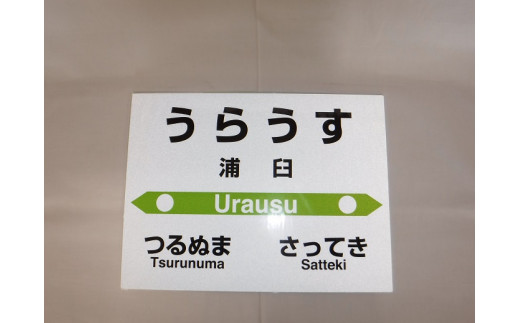 うらうす
浦臼
Urausu
つるぬま さってき
Tsurunuma Satteki